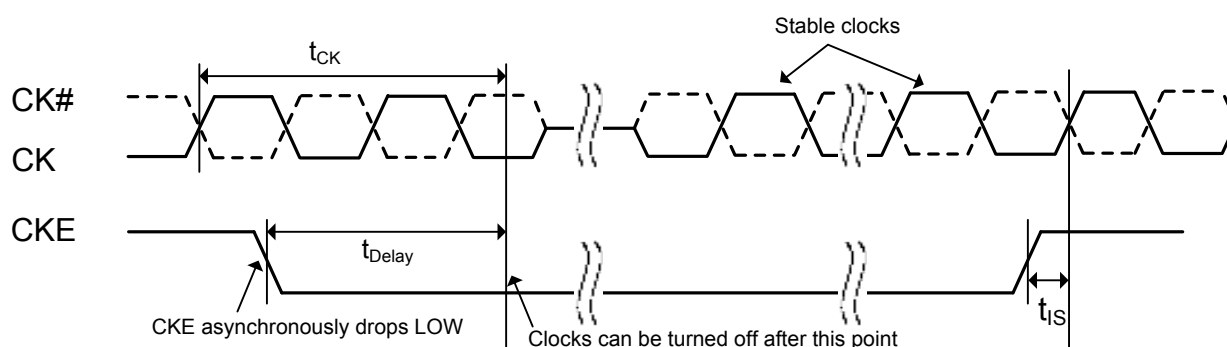 Stable clocks
tCK
CK#
CK
CKE
tDelay
tIS
CKE asynchronously drops LOW
Clocks can be turned off after this point